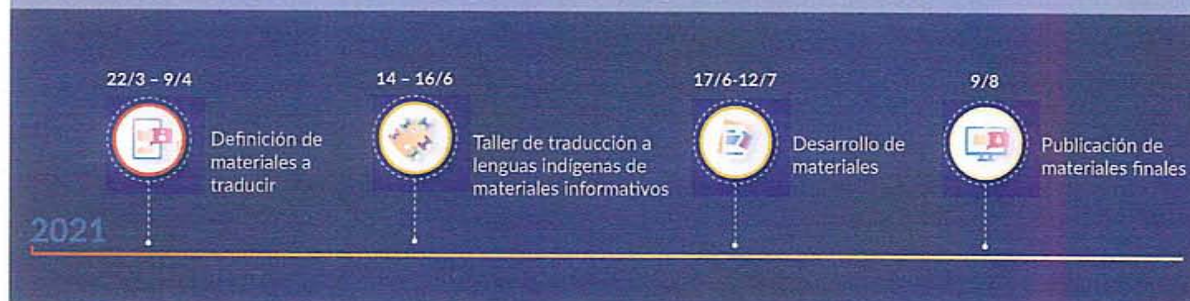 22/3 – 9/4
Definición de
materiales a
traducir
14 – 16/6
Taller de traducción a
lenguas indígenas de
materiales informativos
17/6-12/7
Desarrollo de
materiales
9/8
Publicación de
materiales finales
2021